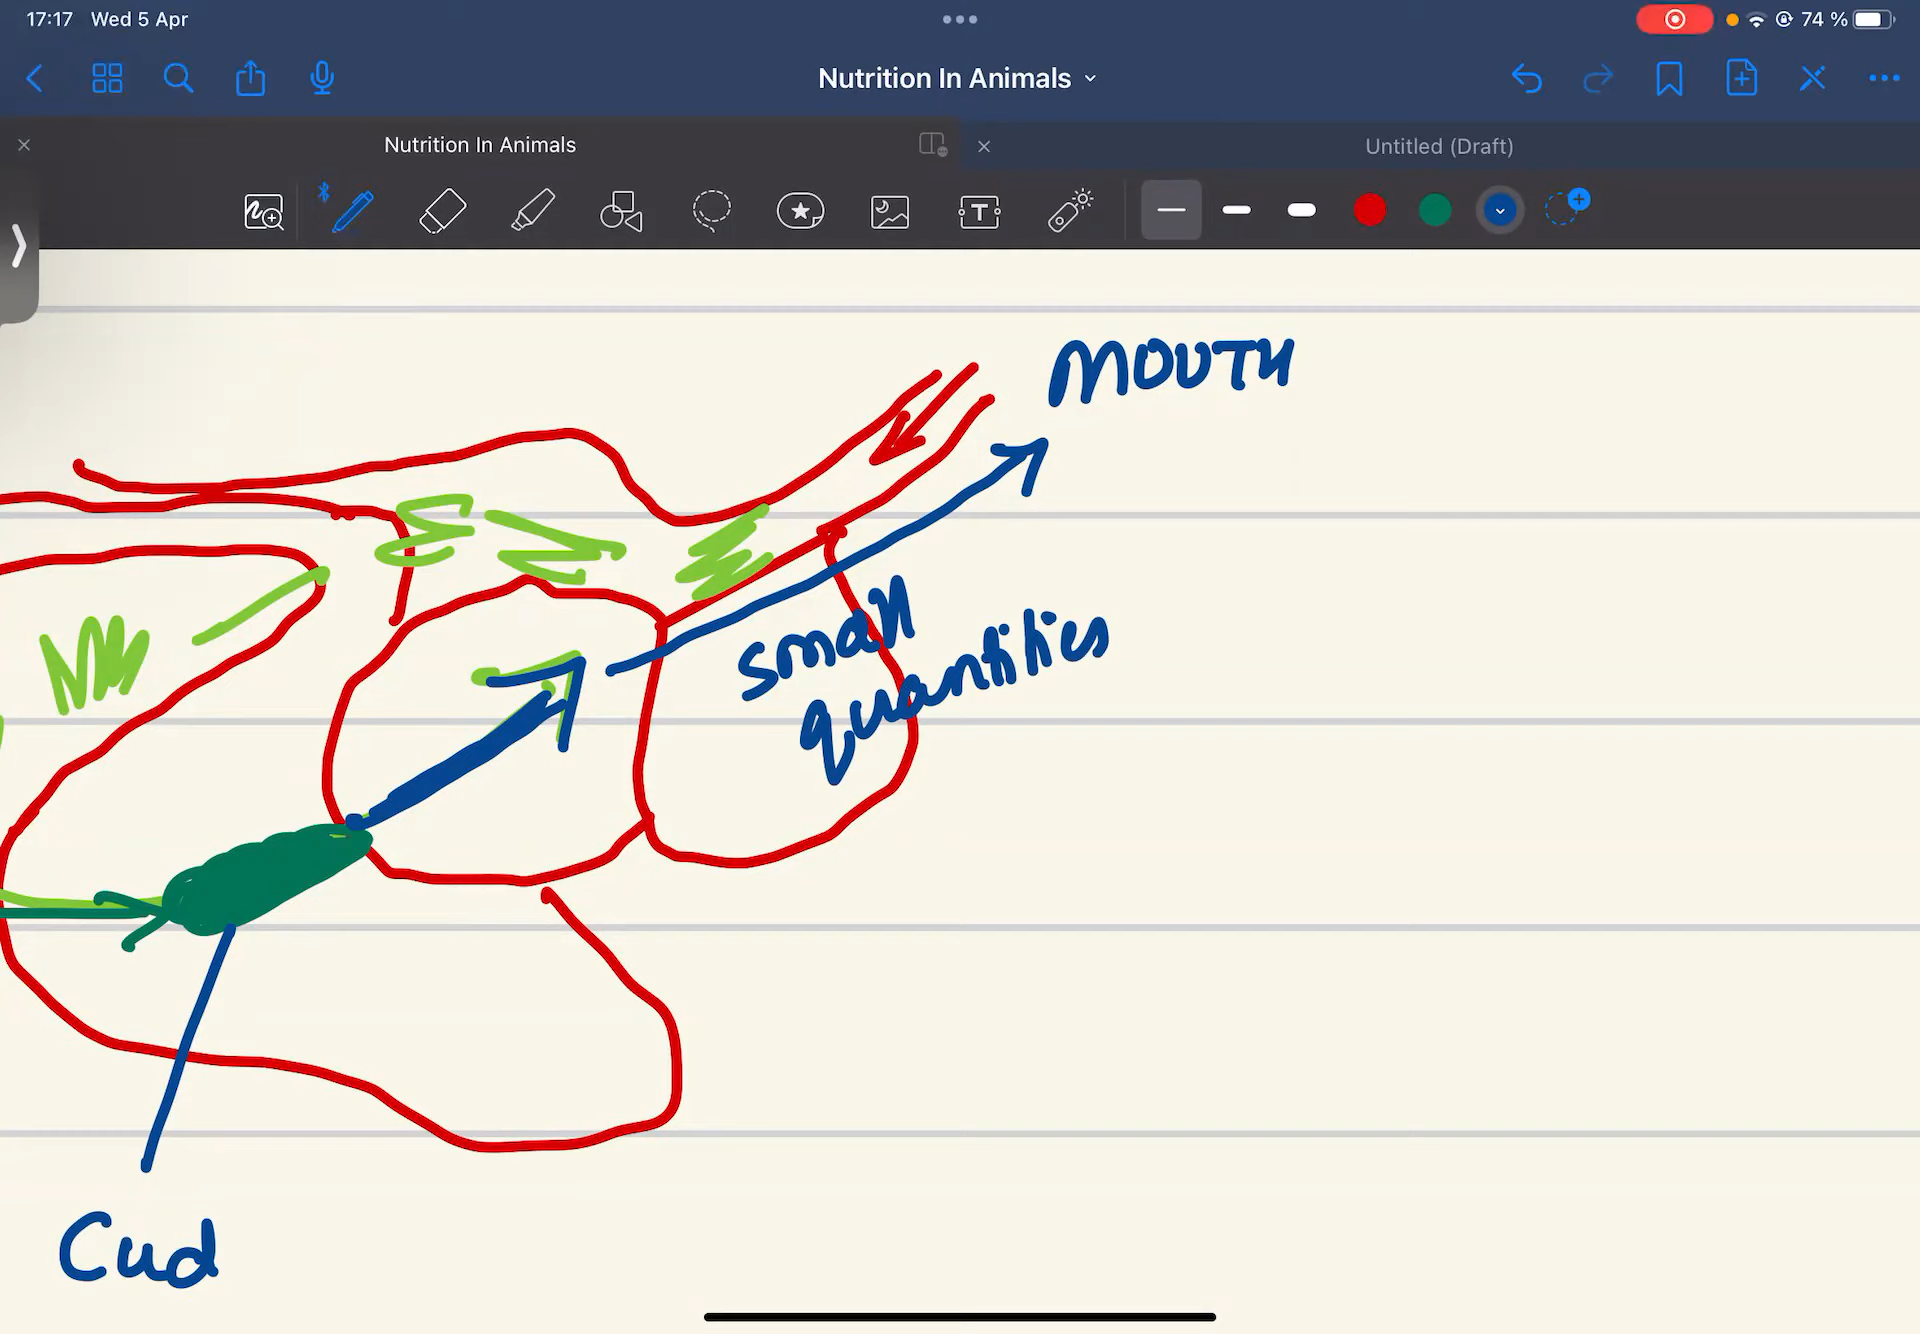 17:17 Wed 5 Apr
74 %
Nutrition In Animals
Nutrition In Animals
Untitled (Draft)
T
MOUTH
small
quantities
Cud